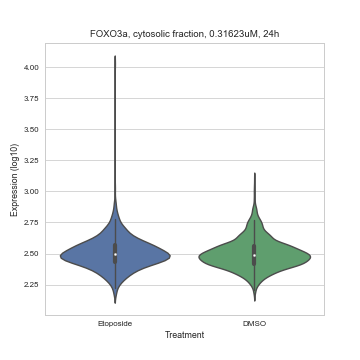 FOXO3a, cytosolic fraction, 0.31623uM, 24h
4.00
3.75
3.50
3.25
3.00
2.75
2.50
2.25
Expression (log10)
Etoposide
DMSO
Treatment